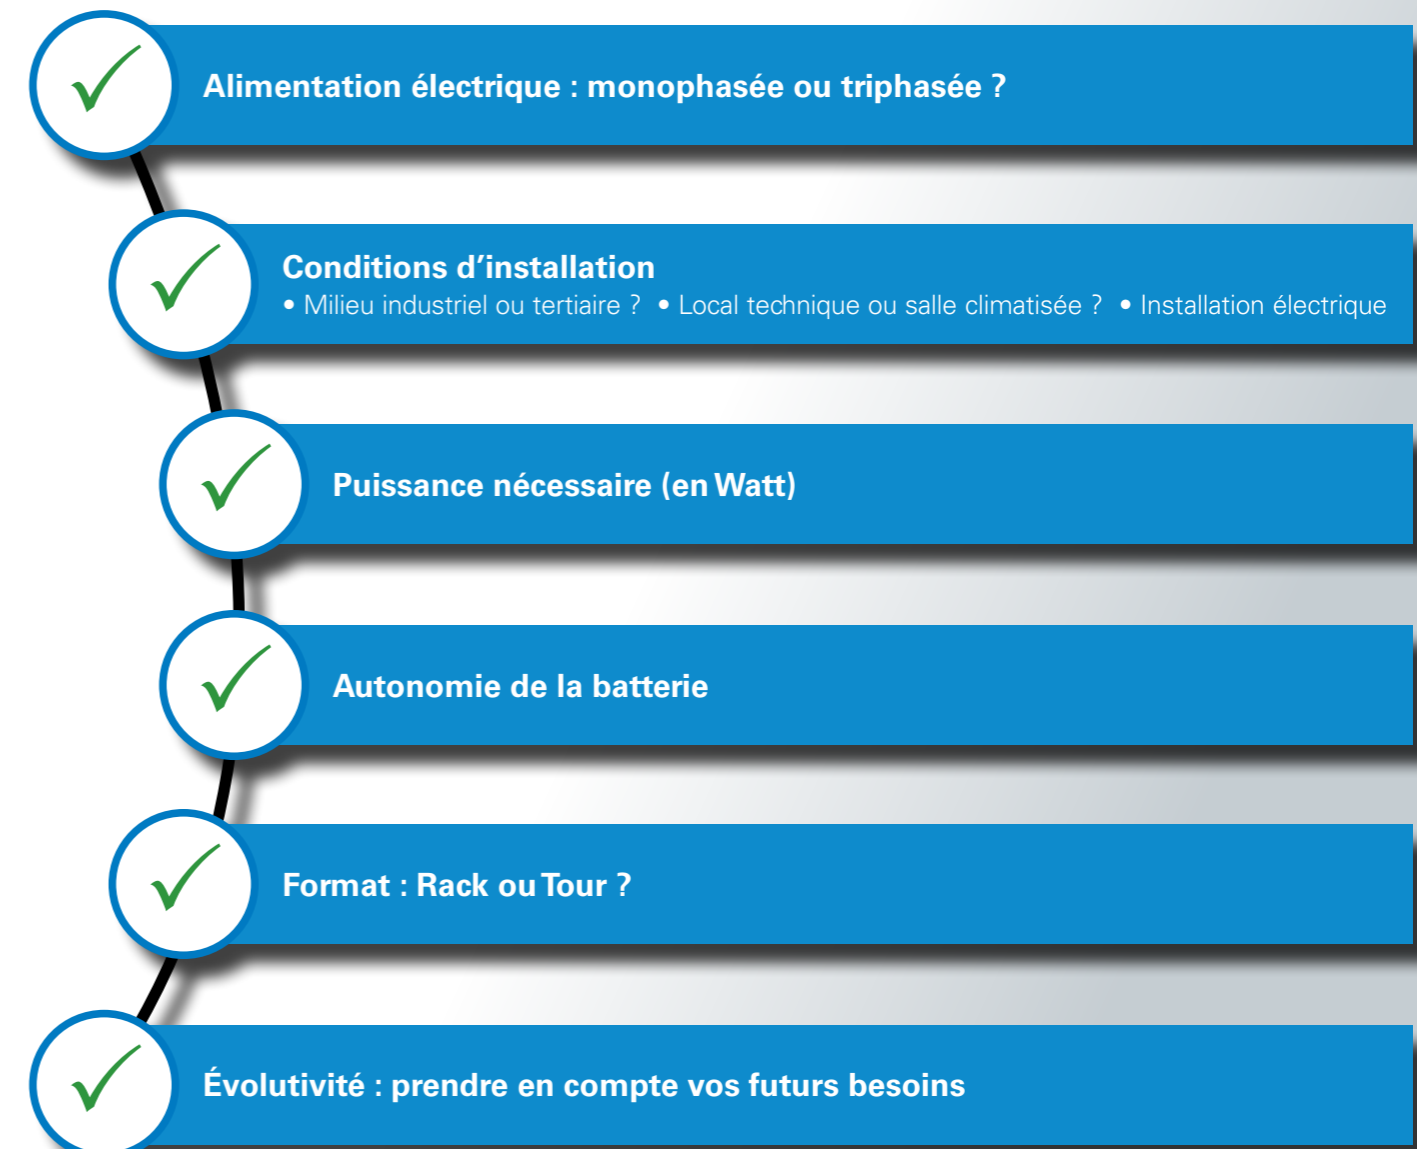 Alimentation électrique : monophasée ou triphasée ?
Conditions d’installation
• Milieu industriel ou tertiaire ? • Local technique ou salle climatisée ? • Installation électrique
Puissance nécessaire (en Watt)
Autonomie de la batterie
Format : Rack ou Tour ?
Évolutivité : prendre en compte vos futurs besoins